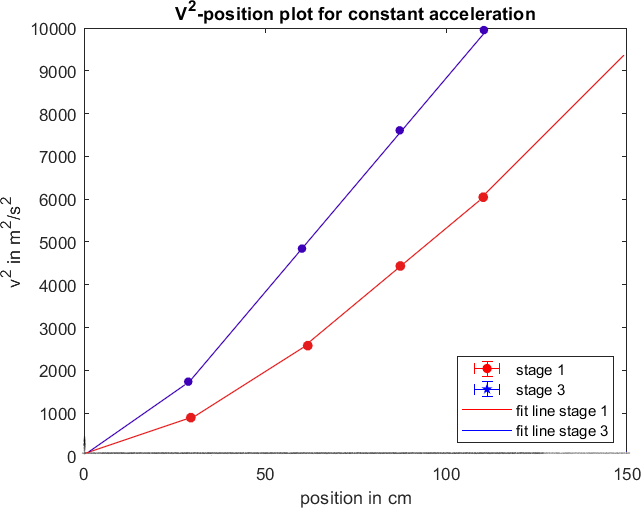 V²-position plot for constant acceleration
10000
9000
8000
7000
6000
5000
4000
3000
2000
1000
0
v² in m²/s²
0 50 100 150
position in cm
stage 1
stage 3
fit line stage 1
fit line stage 3